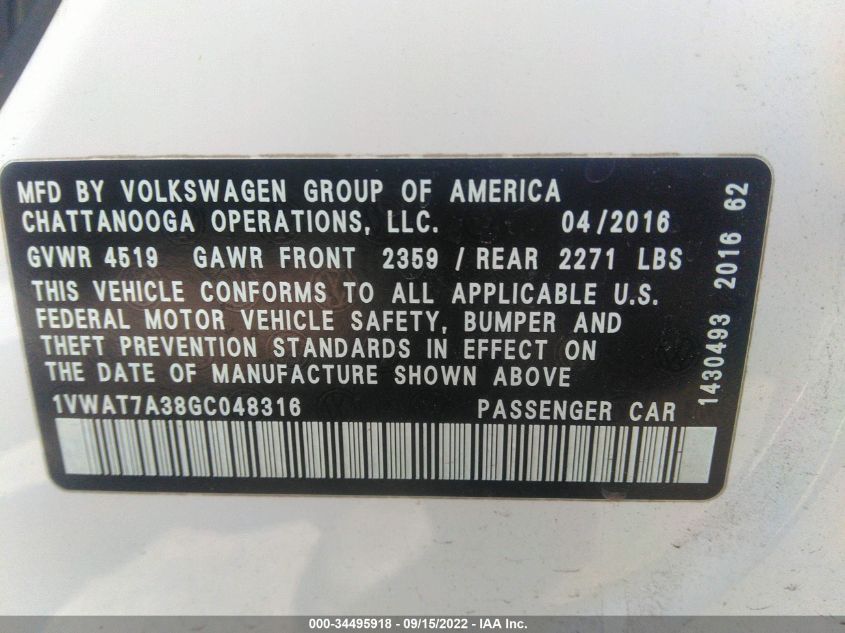 MFD BY VOLKSWAGEN GROUP OF AMERICA
CHATTANOOGA OPERATIONS, LLC. 04/2016
GVWR 4519 GAWR FRONT 2359 / REAR 2271 LBS
THIS VEHICLE CONFORMS TO ALL APPLICABLE U.S.
FEDERAL MOTOR VEHICLE SAFETY, BUMPER AND
THEFT PREVENTION STANDARDS IN EFFECT ON
THE DATE OF MANUFACTURE SHOWN ABOVE
1VWAT7A38GC048316 PASSENGER CAR
1430493 2016 62
000-34495918 - 09/15/2022 - IAA Inc.